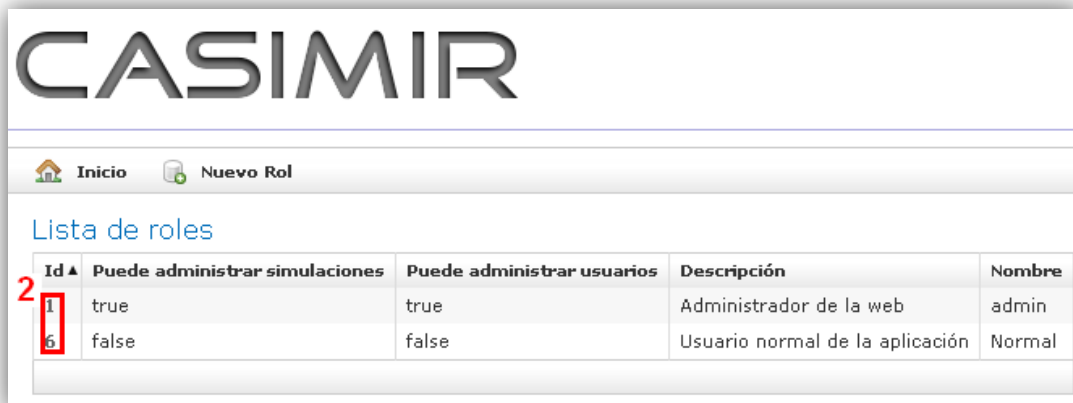 CASIMIR
Inicio Nuevo Rol
Lista de roles
Id Puede administrar simulaciones Puede administrar usuarios Descripción Nombre
2
1 true true Administrador de la web admin
6 false false Usuario normal de la aplicación Normal